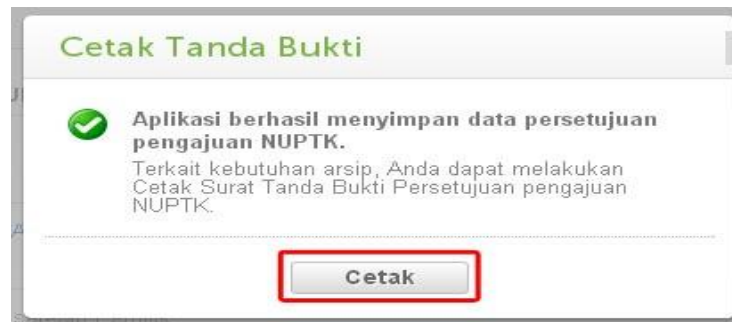 Cetak Tanda Bukti
Aplikasi berhasil menyimpan data persetujuan
pengajuan NUPTK.
Terkait kebutuhan arsip, Anda dapat melakukan
Cetak Surat Tanda Bukti Persetujuan pengajuan
NUPTK.
Cetak